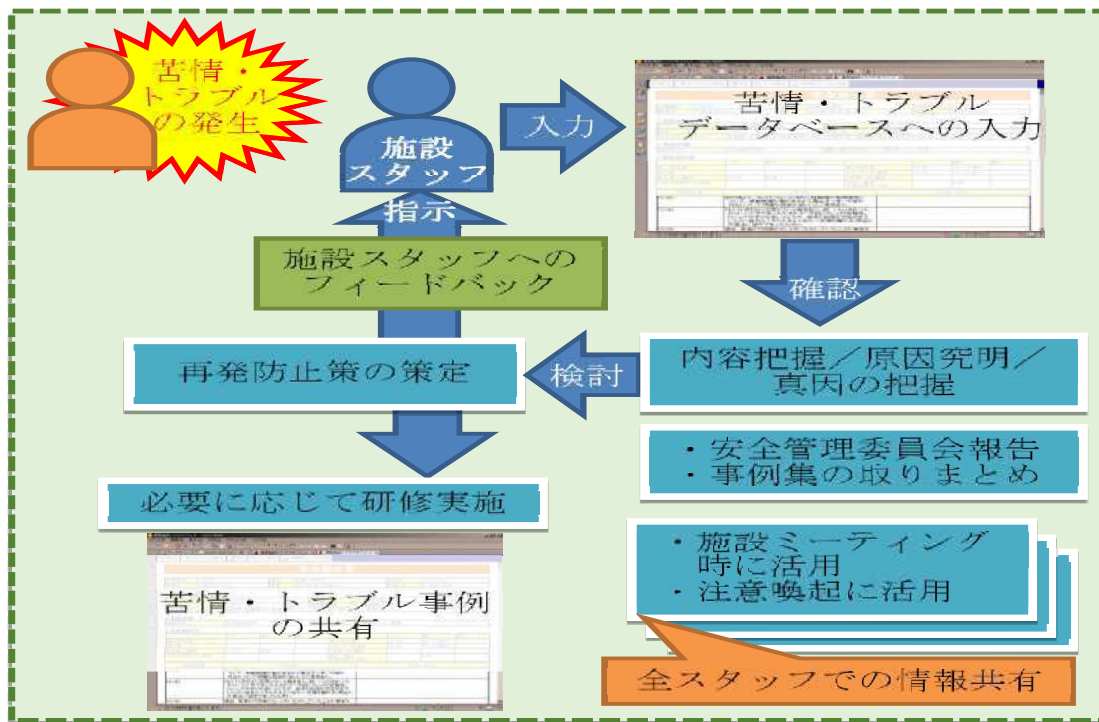 苦情・
トラブル
の発生
施設
スタッフ
入力
苦情・トラブル
データベースへの入力
指示
施設スタッフへの
フィードバック
確認
再発防止策の策定
検討
内容把握／原因究明／
真因の把握
・安全管理委員会報告
・事例集の取りまとめ
必要に応じて研修実施
・施設ミーティング
時に活用
・注意喚起に活用
苦情・トラブル事例
の共有
全スタッフでの情報共有